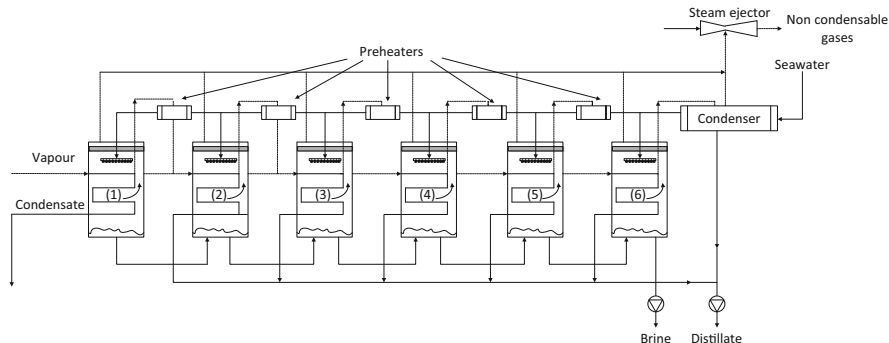 Steam ejector
Non condensable
gases
Preheaters
Seawater
Condenser
Vapour
(1)
(2)
(3)
(4)
(5)
(6)
Condensate
Brine
Distillate